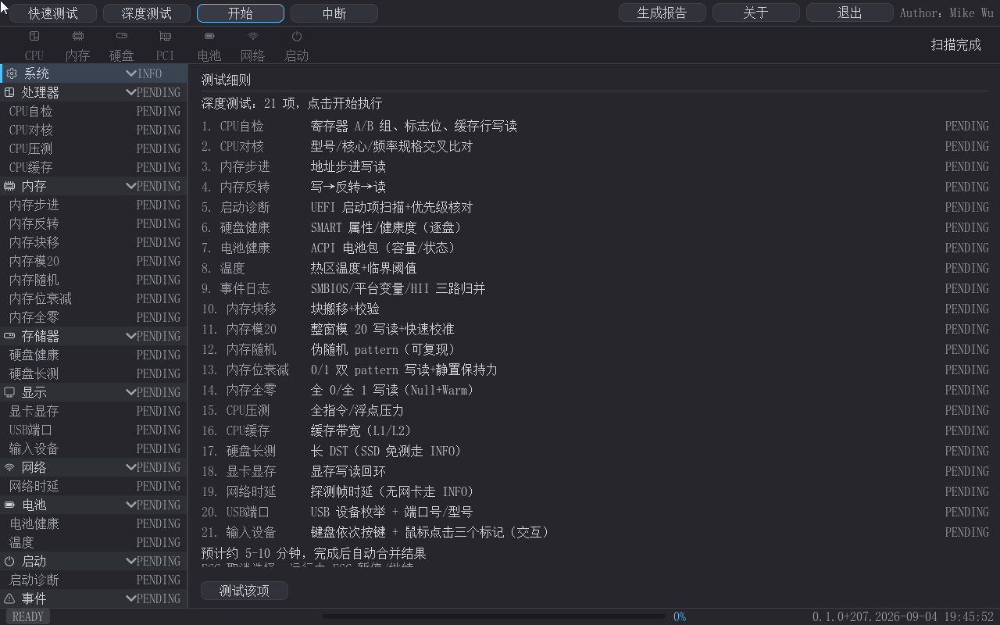 快速测试 深度测试 开始 中断 生成报告 关于 退出 Author: Mike Wu
CPU 内存 硬盘 PCI 电池 网络 启动 扫描完成
系统 INFO
处理器 PENDING
CPU自检 PENDING
CPU对核 PENDING
CPU压测 PENDING
CPU缓存 PENDING
内存 PENDING
内存步进 PENDING
内存反转 PENDING
内存块移 PENDING
内存模20 PENDING
内存随机 PENDING
内存位衰减 PENDING
内存全零 PENDING
存储器 PENDING
硬盘健康 PENDING
硬盘长测 PENDING
显示 PENDING
显卡显存 PENDING
USB端口 PENDING
输入设备 PENDING
网络 PENDING
网络时延 PENDING
电池 PENDING
电池健康 PENDING
温度 PENDING
启动 PENDING
启动诊断 PENDING
事件 PENDING
测试细则
深度测试: 21 项，点击开始执行
1. CPU自检 寄存器 A/B 组、标志位、缓存行写读 PENDING
2. CPU对核 型号/核心/频率规格交叉比对 PENDING
3. 内存步进 地址步进写读 PENDING
4. 内存反转 写→反转→读 PENDING
5. 启动诊断 UEFI 启动项扫描+优先级核对 PENDING
6. 硬盘健康 SMART 属性/健康度（逐盘） PENDING
7. 电池健康 ACPI 电池包（容量/状态） PENDING
8. 温度 热区温度+临界阈值 PENDING
9. 事件日志 SMBIOS/平台变量/HII 三路归并 PENDING
10. 内存块移 块搬移+校验 PENDING
11. 内存模20 整窗模 20 写读+快速校准 PENDING
12. 内存随机 伪随机 pattern（可复现） PENDING
13. 内存位衰减 0/1 双 pattern 写读+静置保持力 PENDING
14. 内存全零 全 0/全 1 写读（Null+Warm） PENDING
15. CPU压测 全指令/浮点压力 PENDING
16. CPU缓存 缓存带宽（L1/L2） PENDING
17. 硬盘长测 长 DST（SSD 免测走 INFO） PENDING
18. 显卡显存 显存写读回环 PENDING
19. 网络时延 探测帧时延（无网卡走 INFO） PENDING
20. USB端口 USB 设备枚举 + 端口号/型号 PENDING
21. 输入设备 键盘依次按键 + 鼠标点击三个标记（交互） PENDING
预计约 5-10 分钟，完成后自动合并结果
测试该项
READY 0% 0.1.0+207.2026-09-04 19:45:52